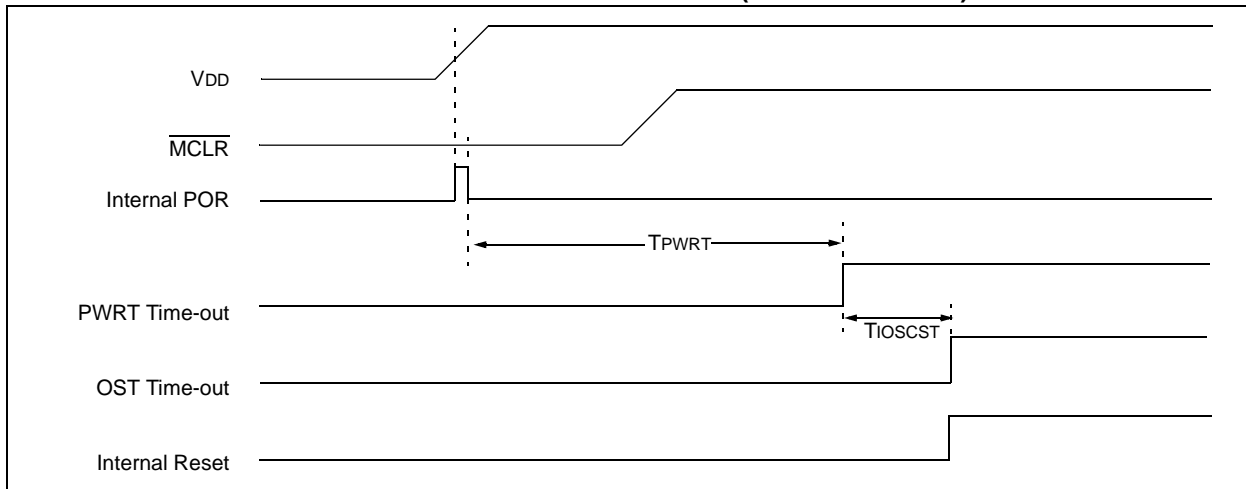 VDD
MCLR
Internal POR
TPWRT
PWRT Time-out
TIOSCST
OST Time-out
Internal Reset